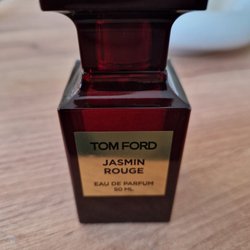 TOM FORD
JASMIN
ROUGE
EAU DE PARFUM
50 ML